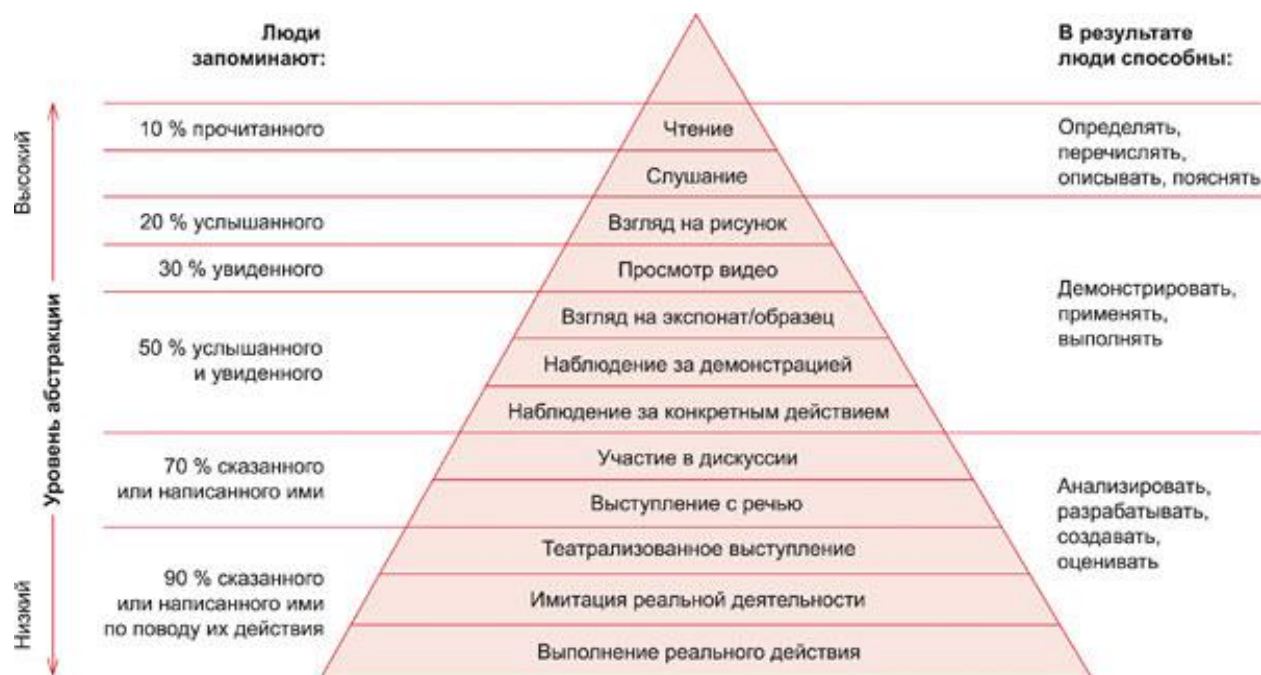 Люди
запоминают:
В результате
люди способны:
Высокий
Уровень абстракции
Низкий
10 % прочитанного
20 % услышанного
30 % увиденного
50 % услышанного
и увиденного
70 % сказанного
или написанного ими
90 % сказанного
или написанного ими
по поводу их действия
Чтение
Слушание
Взгляд на рисунок
Просмотр видео
Взгляд на экспонат/образец
Наблюдение за демонстрацией
Наблюдение за конкретным действием
Участие в дискуссии
Выступление с речью
Театрализованное выступление
Имитация реальной деятельности
Выполнение реального действия
Определять,
перечислять,
описывать, пояснять
Демонстрировать,
применять,
выполнять
Анализировать,
разрабатывать,
создавать,
оценивать